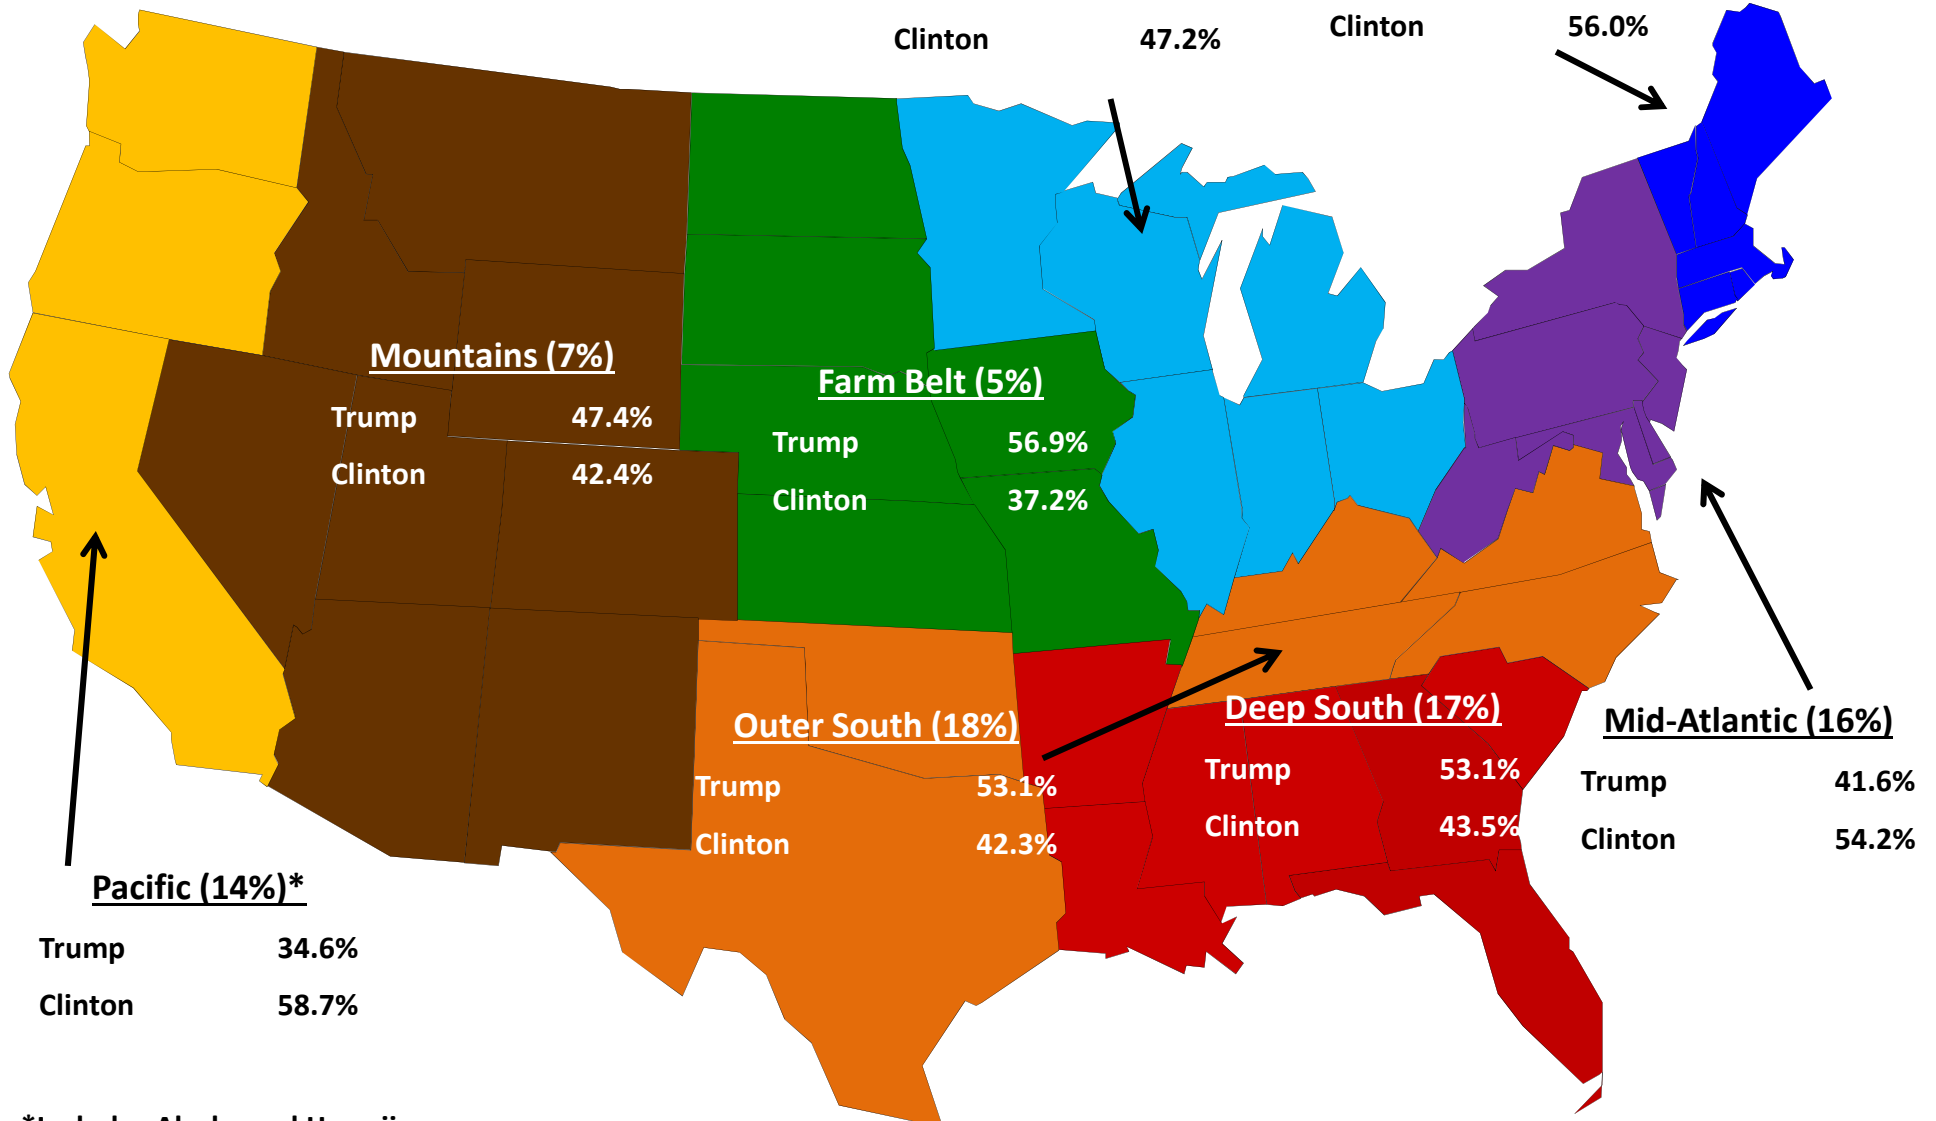 Clinton 47.2%
Clinton 56.0%
Mountains (7%)
Trump 47.4%
Clinton 42.4%
Farm Belt (5%)
Trump 56.9%
Clinton 37.2%
Outer South (18%)
Trump 53.1%
Clinton 42.3%
Deep South (17%)
Trump 53.1%
Clinton 43.5%
Mid-Atlantic (16%)
Trump 41.6%
Clinton 54.2%
Pacific (14%)*
Trump 34.6%
Clinton 58.7%